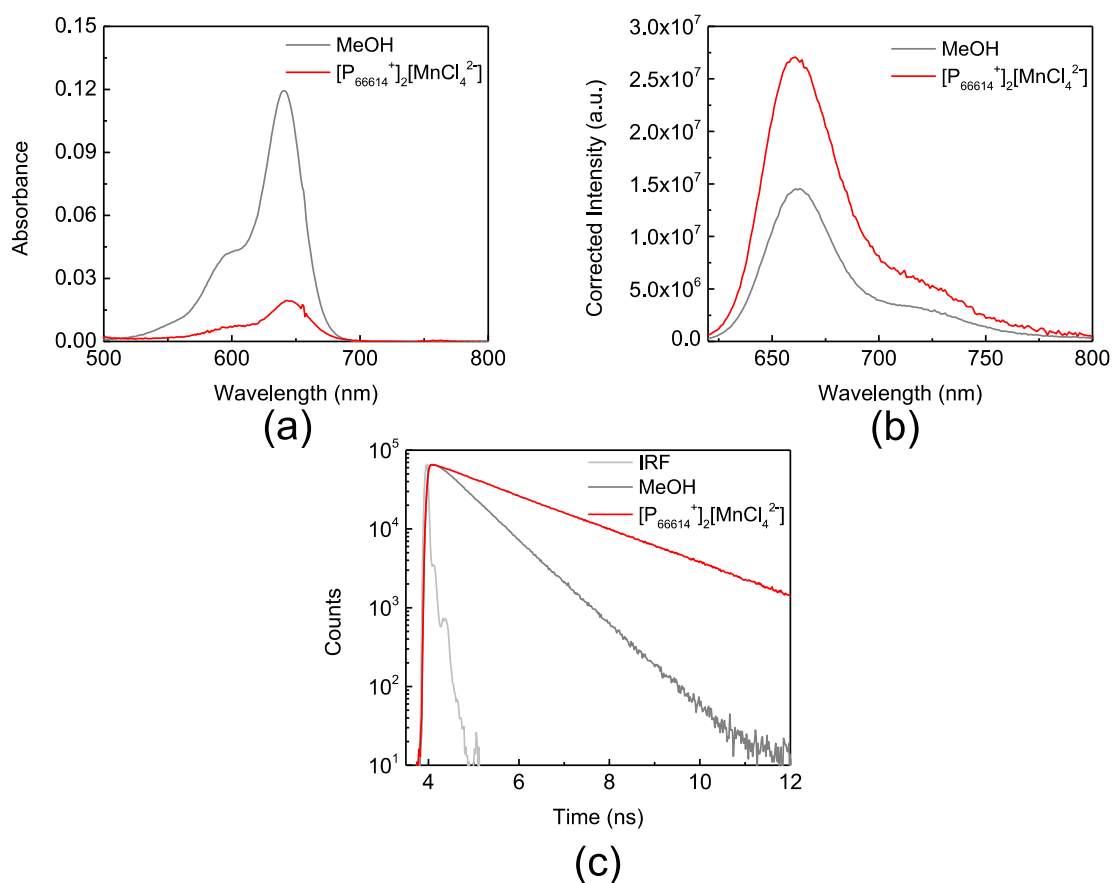 0.15
0.12
0.09
0.06
0.03
0.00
Absorbance
MeOH
[P₆₆₆₁₄⁺]₂[MnCl₄²⁻]
500 600 700 800
Wavelength (nm)
(a)
3.0x10⁷
2.5x10⁷
2.0x10⁷
1.5x10⁷
1.0x10⁷
5.0x10⁶
0.0
Corrected Intensity (a.u.)
MeOH
[P₆₆₆₁₄⁺]₂[MnCl₄²⁻]
650 700 750 800
Wavelength (nm)
(b)
10⁵
10⁴
10³
10²
10¹
Counts
IRF
MeOH
[P₆₆₆₁₄⁺]₂[MnCl₄²⁻]
4 6 8 10 12
Time (ns)
(c)